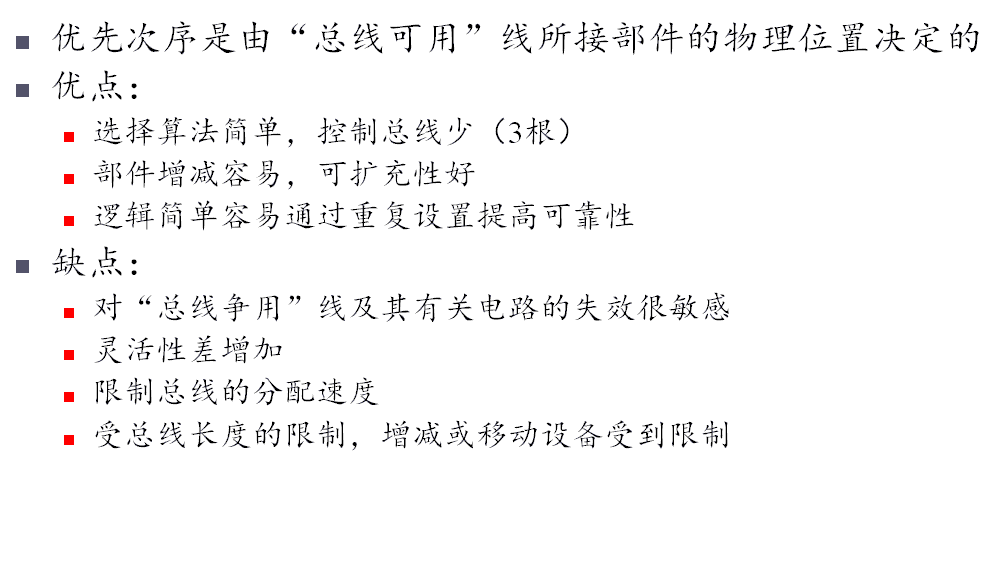 优先次序是由“总线可用”线所接部件的物理位置决定的
优点：
选择算法简单，控制总线少（3根）
部件增减容易，可扩充性好
逻辑简单容易通过重复设置提高可靠性
缺点：
对“总线争用”线及其有关电路的失效很敏感
灵活性差增加
限制总线的分配速度
受总线长度的限制，增减或移动设备受到限制